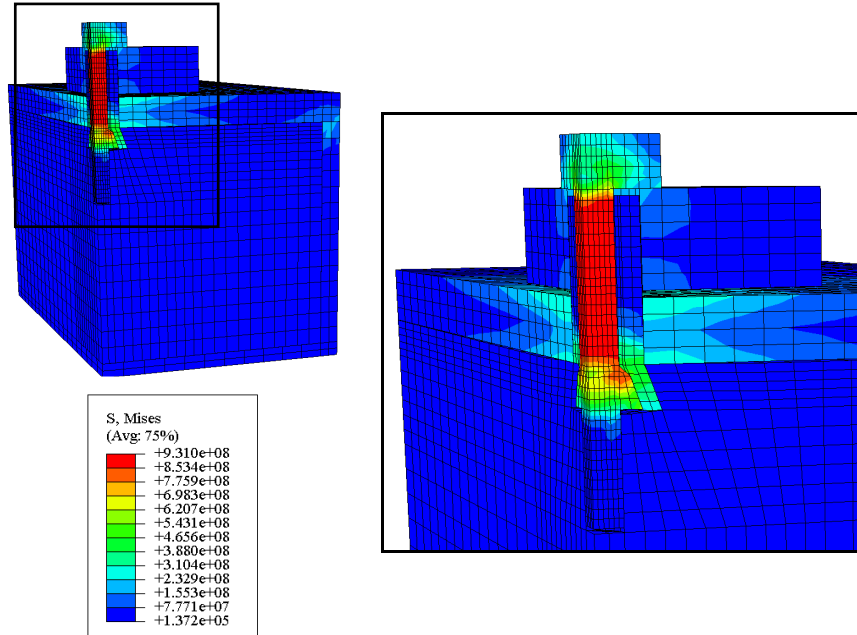 S, Mises
(Avg: 75%)
+9.310e+08
+8.534e+08
+7.759e+08
+6.983e+08
+6.207e+08
+5.431e+08
+4.656e+08
+3.880e+08
+3.104e+08
+2.329e+08
+1.553e+08
+7.771e+07
+1.372e+05